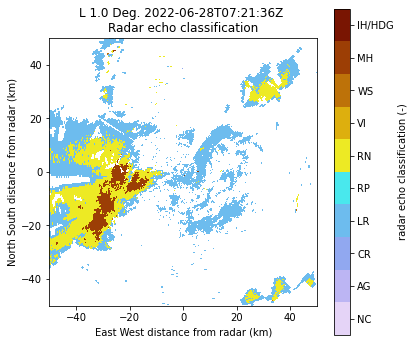 L 1.0 Deg. 2022-06-28T07:21:36Z
Radar echo classification
North South distance from radar (km)
40
20
0
−20
−40
−40
−20
0
20
40
East West distance from radar (km)
IH/HDG
MH
WS
VI
RN
RP
LR
CR
AG
NC
radar echo classification (-)